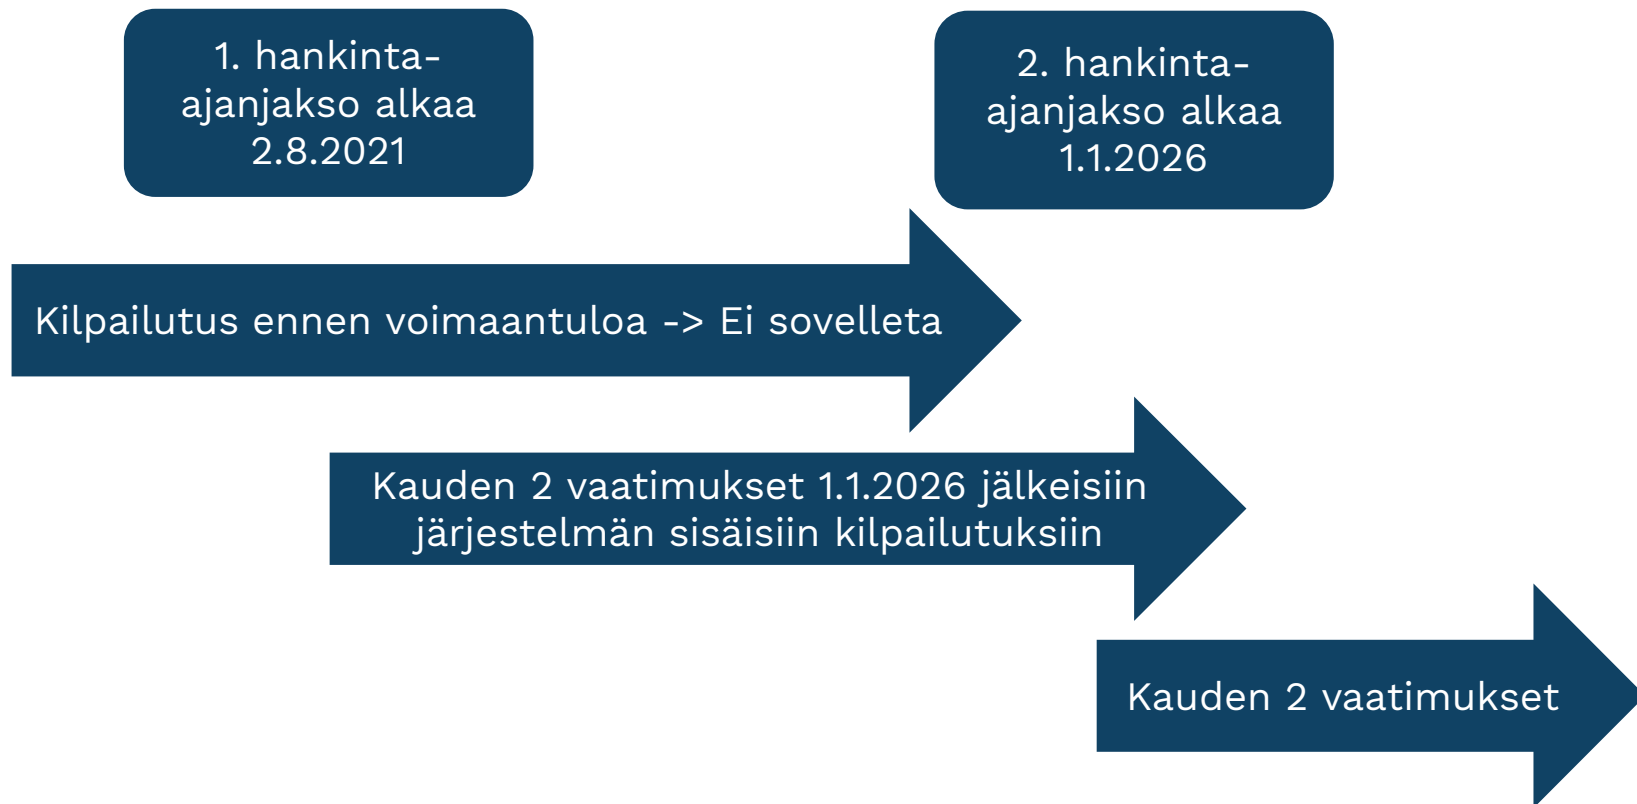 1. hankinta-
ajanjakso alkaa
2.8.2021
2. hankinta-
ajanjakso alkaa
1.1.2026
Kilpailutus ennen voimaantuloa -> Ei sovelleta
Kauden 2 vaatimukset 1.1.2026 jälkeisiin
järjestelmän sisäisiin kilpailutuksiin
Kauden 2 vaatimukset